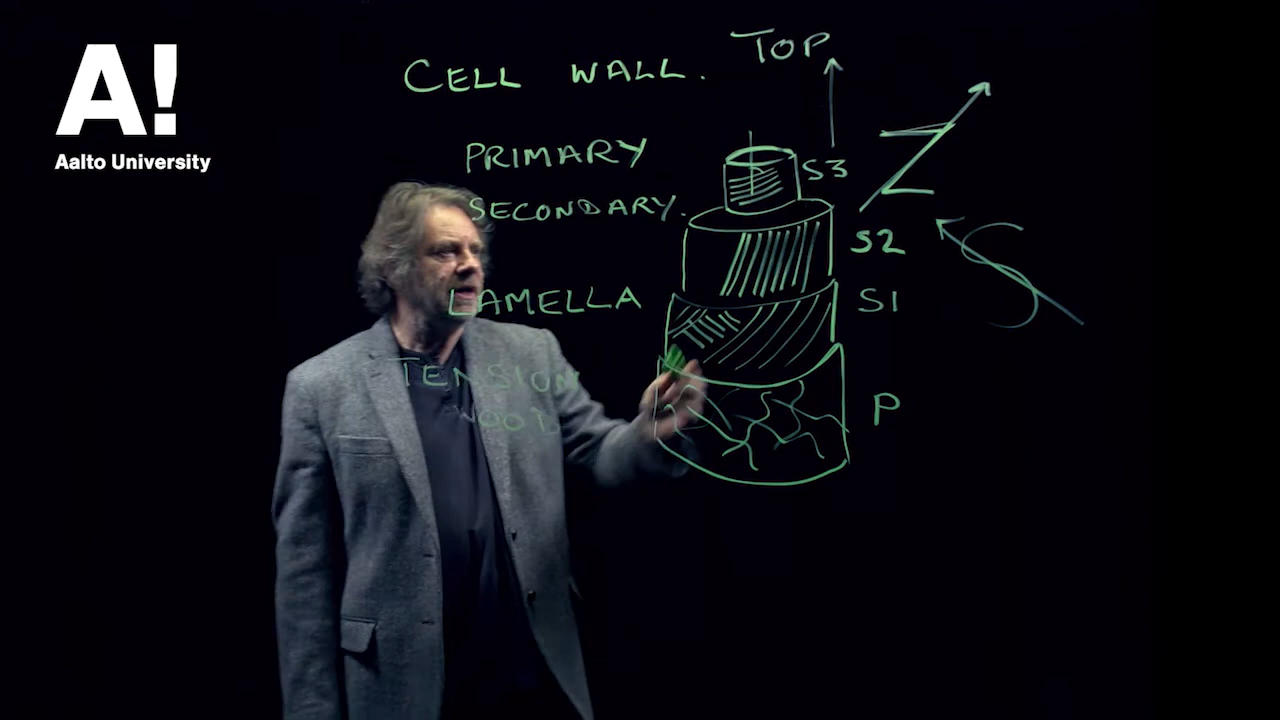 A!
Aalto University
TOP
CELL WALL.
PRIMARY
S3
Z
SECONDARY.
S2
S
LAMELLA
S1
TENSION
WOOD
P